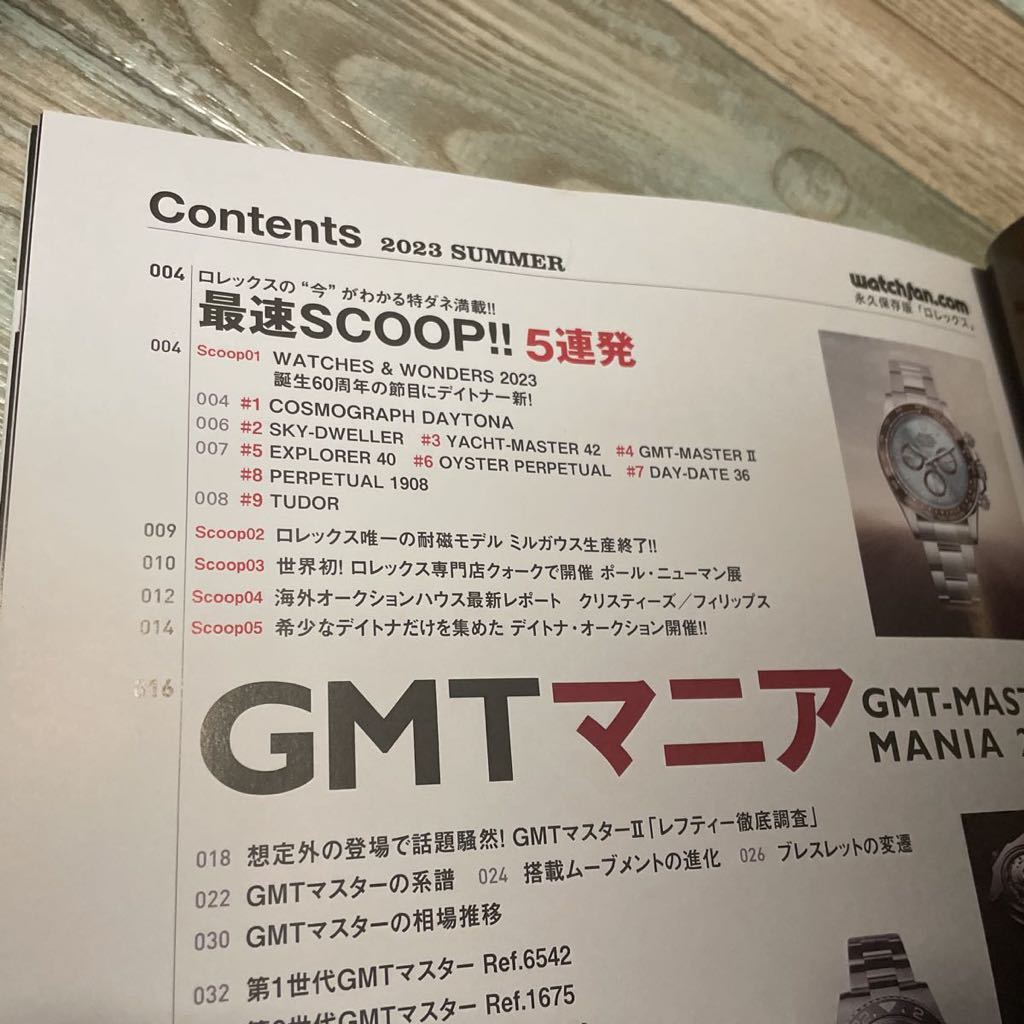 Contents 2023 SUMMER
watchfan.com
永久保存版「ロレックス」
004 ロレックスの“今”がわかる特ダネ満載!!
最速SCOOP!! 5連発
004 Scoop01 WATCHES & WONDERS 2023
誕生60周年の節目にデイトナ一新!
004 #1 COSMOGRAPH DAYTONA
006 #2 SKY-DWELLER #3 YACHT-MASTER 42 #4 GMT-MASTER II
007 #5 EXPLORER 40 #6 OYSTER PERPETUAL #7 DAY-DATE 36
#8 PERPETUAL 1908
008 #9 TUDOR
009 Scoop02 ロレックス唯一の耐磁モデル ミルガウス生産終了!!
010 Scoop03 世界初! ロレックス専門店クォークで開催 ポール・ニューマン展
012 Scoop04 海外オークションハウス最新レポート クリスティーズ／フィリップス
014 Scoop05 希少なデイトナだけを集めた デイトナ・オークション開催!!
016 GMTマニア
GMT-MAST
MANIA
018 想定外の登場で話題騒然! GMTマスターII「レフティー徹底調査」
022 GMTマスターの系譜 024 搭載ムーブメントの進化 026 ブレスレットの変遷
030 GMTマスターの相場推移
032 第1世代GMTマスター Ref.6542
第2世代GMTマスター Ref.1675